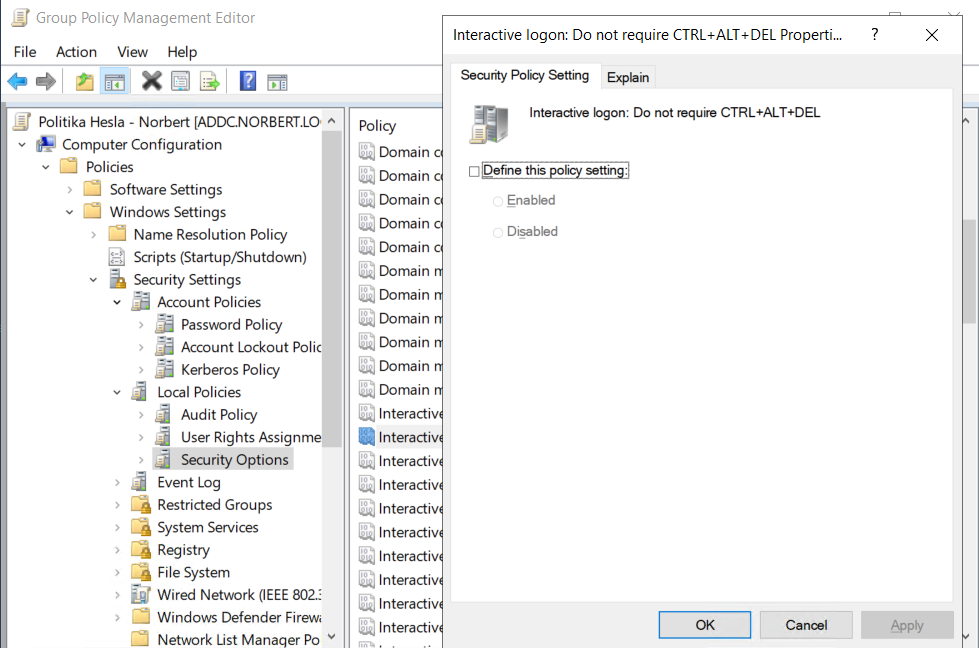 Group Policy Management Editor
File Action View Help
Politika Hesla - Norbert [ADDC.NORBERT.LO
Computer Configuration
Policies
Software Settings
Windows Settings
Name Resolution Policy
Scripts (Startup/Shutdown)
Security Settings
Account Policies
Password Policy
Account Lockout Polic
Kerberos Policy
Local Policies
Audit Policy
User Rights Assignme
Security Options
Event Log
Restricted Groups
System Services
Registry
File System
Wired Network (IEEE 802.3
Windows Defender Firewa
Network List Manager Po
Policy
Domain co
Domain co
Domain co
Domain co
Domain co
Domain m
Domain m
Domain m
Domain m
Domain m
Domain m
Interactive
Interactive
Interactive
Interactive
Interactive
Interactive
Interactive
Interactive
Interactive
Interactive
Interactive logon: Do not require CTRL+ALT+DEL Properti... ?
Security Policy Setting Explain
Interactive logon: Do not require CTRL+ALT+DEL
Define this policy setting:
Enabled
Disabled
OK Cancel Apply